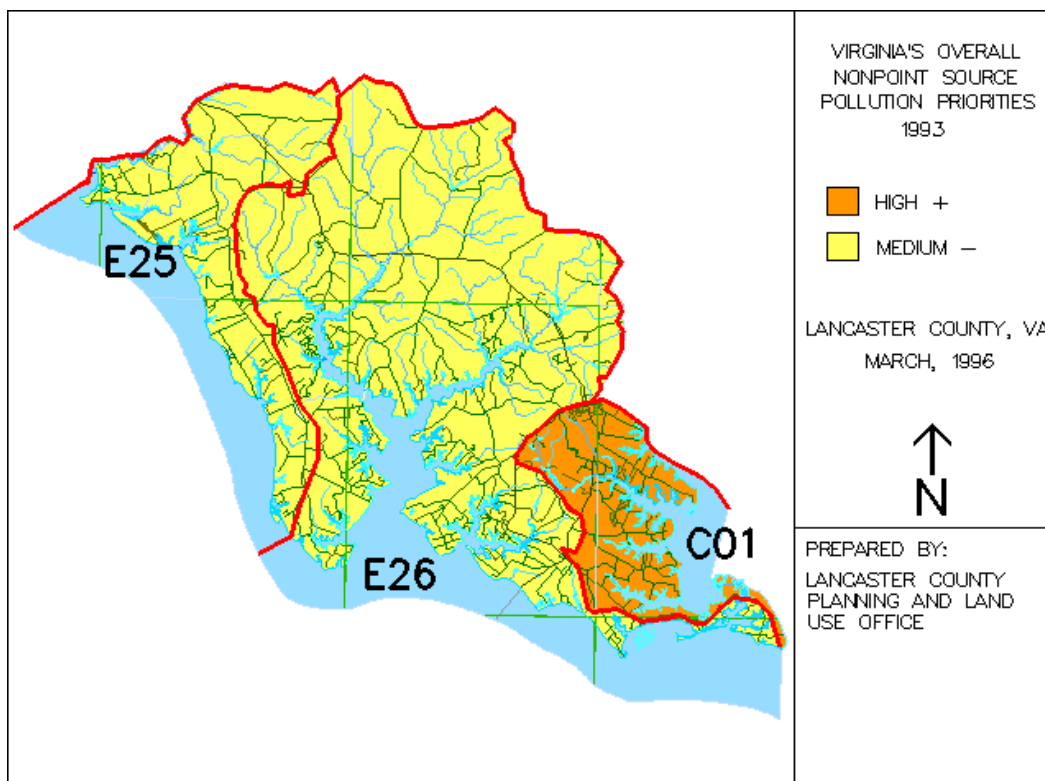 VIRGINIA'S OVERALL
NONPOINT SOURCE
POLLUTION PRIORITIES
1993
HIGH +
MEDIUM –
LANCASTER COUNTY, VA
MARCH, 1996
N
PREPARED BY:
LANCASTER COUNTY
PLANNING AND LAND
USE OFFICE
E25
E26
C01